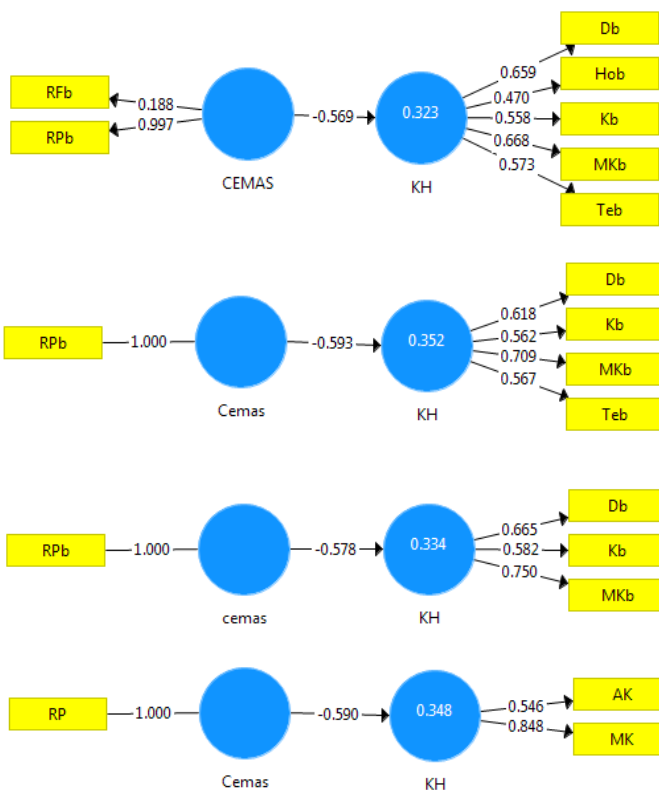 Db
0.659
Hob
RFb
0.188
0.470
-0.569
0.323
0.558
Kb
RPb
0.997
0.668
MKb
0.573
CEMAS
KH
Teb
Db
0.618
Kb
RPb
1.000
-0.593
0.352
0.562
0.709
MKb
0.567
Cemas
KH
Teb
Db
0.665
RPb
1.000
-0.578
0.334
0.582
Kb
0.750
MKb
cemas
KH
RP
1.000
-0.590
0.348
0.546
AK
0.848
MK
Cemas
KH